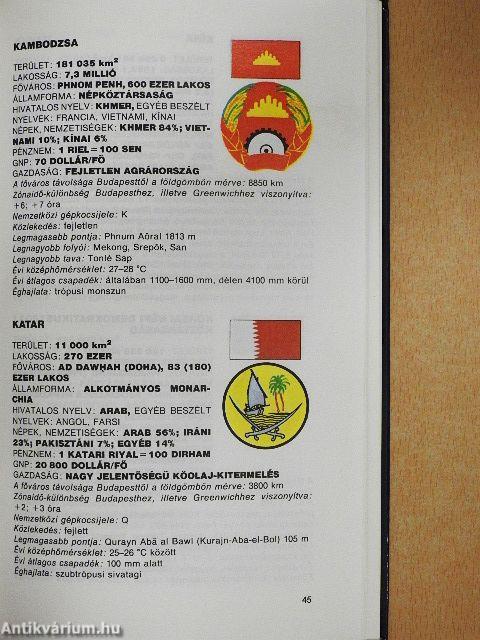 KAMBODZSA
TERÜLET: 181 035 km²
LAKOSSÁG: 7,3 MILLIÓ
FŐVÁROS: PHNOM PENH, 600 EZER LAKOS
ÁLLAMFORMA: NÉPKÖZTÁRSASÁG
HIVATALOS NYELV: KHMER, EGYÉB BESZÉLT
NYELVEK: FRANCIA, VIETNAMI, KÍNAI
NÉPEK, NEMZETISÉGEK: KHMER 84%; VIET-
NAMI 10%; KÍNAI 6%
PÉNZNEM: 1 RIEL=100 SEN
GNP: 70 DOLLÁR/FŐ
GAZDASÁG: FEJLETLEN AGRÁRORSZÁG
A főváros távolsága Budapesttől a földgömbön mérve: 8850 km
Zónaidő-különbség Budapesthez, illetve Greenwichhez viszonyítva:
+6; +7 óra
Nemzetközi gépkocsijele: K
Közlekedés: fejletlen
Legmagasabb pontja: Phnum Aôral 1813 m
Legnagyobb folyói: Mekong, Srepôk, San
Legnagyobb tava: Tonlé Sap
Évi középhőmérséklet: 27–28 °C
Évi átlagos csapadék: általában 1100–1600 mm, délen 4100 mm körül
Éghajlata: trópusi monszun
KATAR
TERÜLET: 11 000 km²
LAKOSSÁG: 270 EZER
FŐVÁROS: AD DAWḤAH (DOHA), 83 (180)
EZER LAKOS
ÁLLAMFORMA: ALKOTMÁNYOS MONAR-
CHIA
HIVATALOS NYELV: ARAB, EGYÉB BESZÉLT
NYELVEK: ANGOL, FARSI
NÉPEK, NEMZETISÉGEK: ARAB 56%; IRÁNI
23%; PAKISZTÁNI 7%; EGYÉB 14%
PÉNZNEM: 1 KATARI RIYAL=100 DIRHAM
GNP: 20 800 DOLLÁR/FŐ
GAZDASÁG: NAGY JELENTŐSÉGŰ KŐOLAJ-KITERMELÉS
A főváros távolsága Budapesttől a földgömbön mérve: 3800 km
Zónaidő-különbség Budapesthez, illetve Greenwichhez viszonyítva:
+2; +3 óra
Nemzetközi gépkocsijele: Q
Közlekedés: fejlett
Legmagasabb pontja: Qurayn Abā al Bawl (Kurajn-Aba-el-Bol) 105 m
Évi középhőmérséklet: 25–26 °C között
Évi átlagos csapadék: 100 mm alatt
Éghajlata: szubtrópusi sivatagi
45
Antikvárium.hu